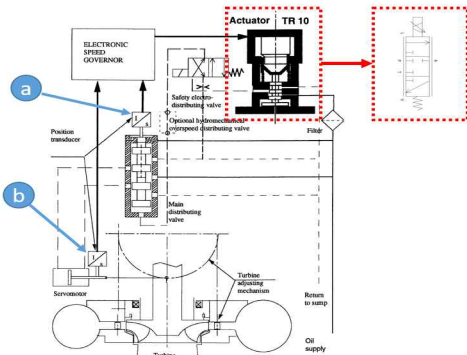 Actuator TR 10
ELECTRONIC
SPEED
GOVERNOR
a
Safety electro-
distributing valve
Optional hydromechanical
overspeed distributing valve
Filter
Position
transducer
Main
distributing
valve
b
Servomotor
Turbine
adjusting
mechanism
Return
to sump
Oil
supply
Turbine